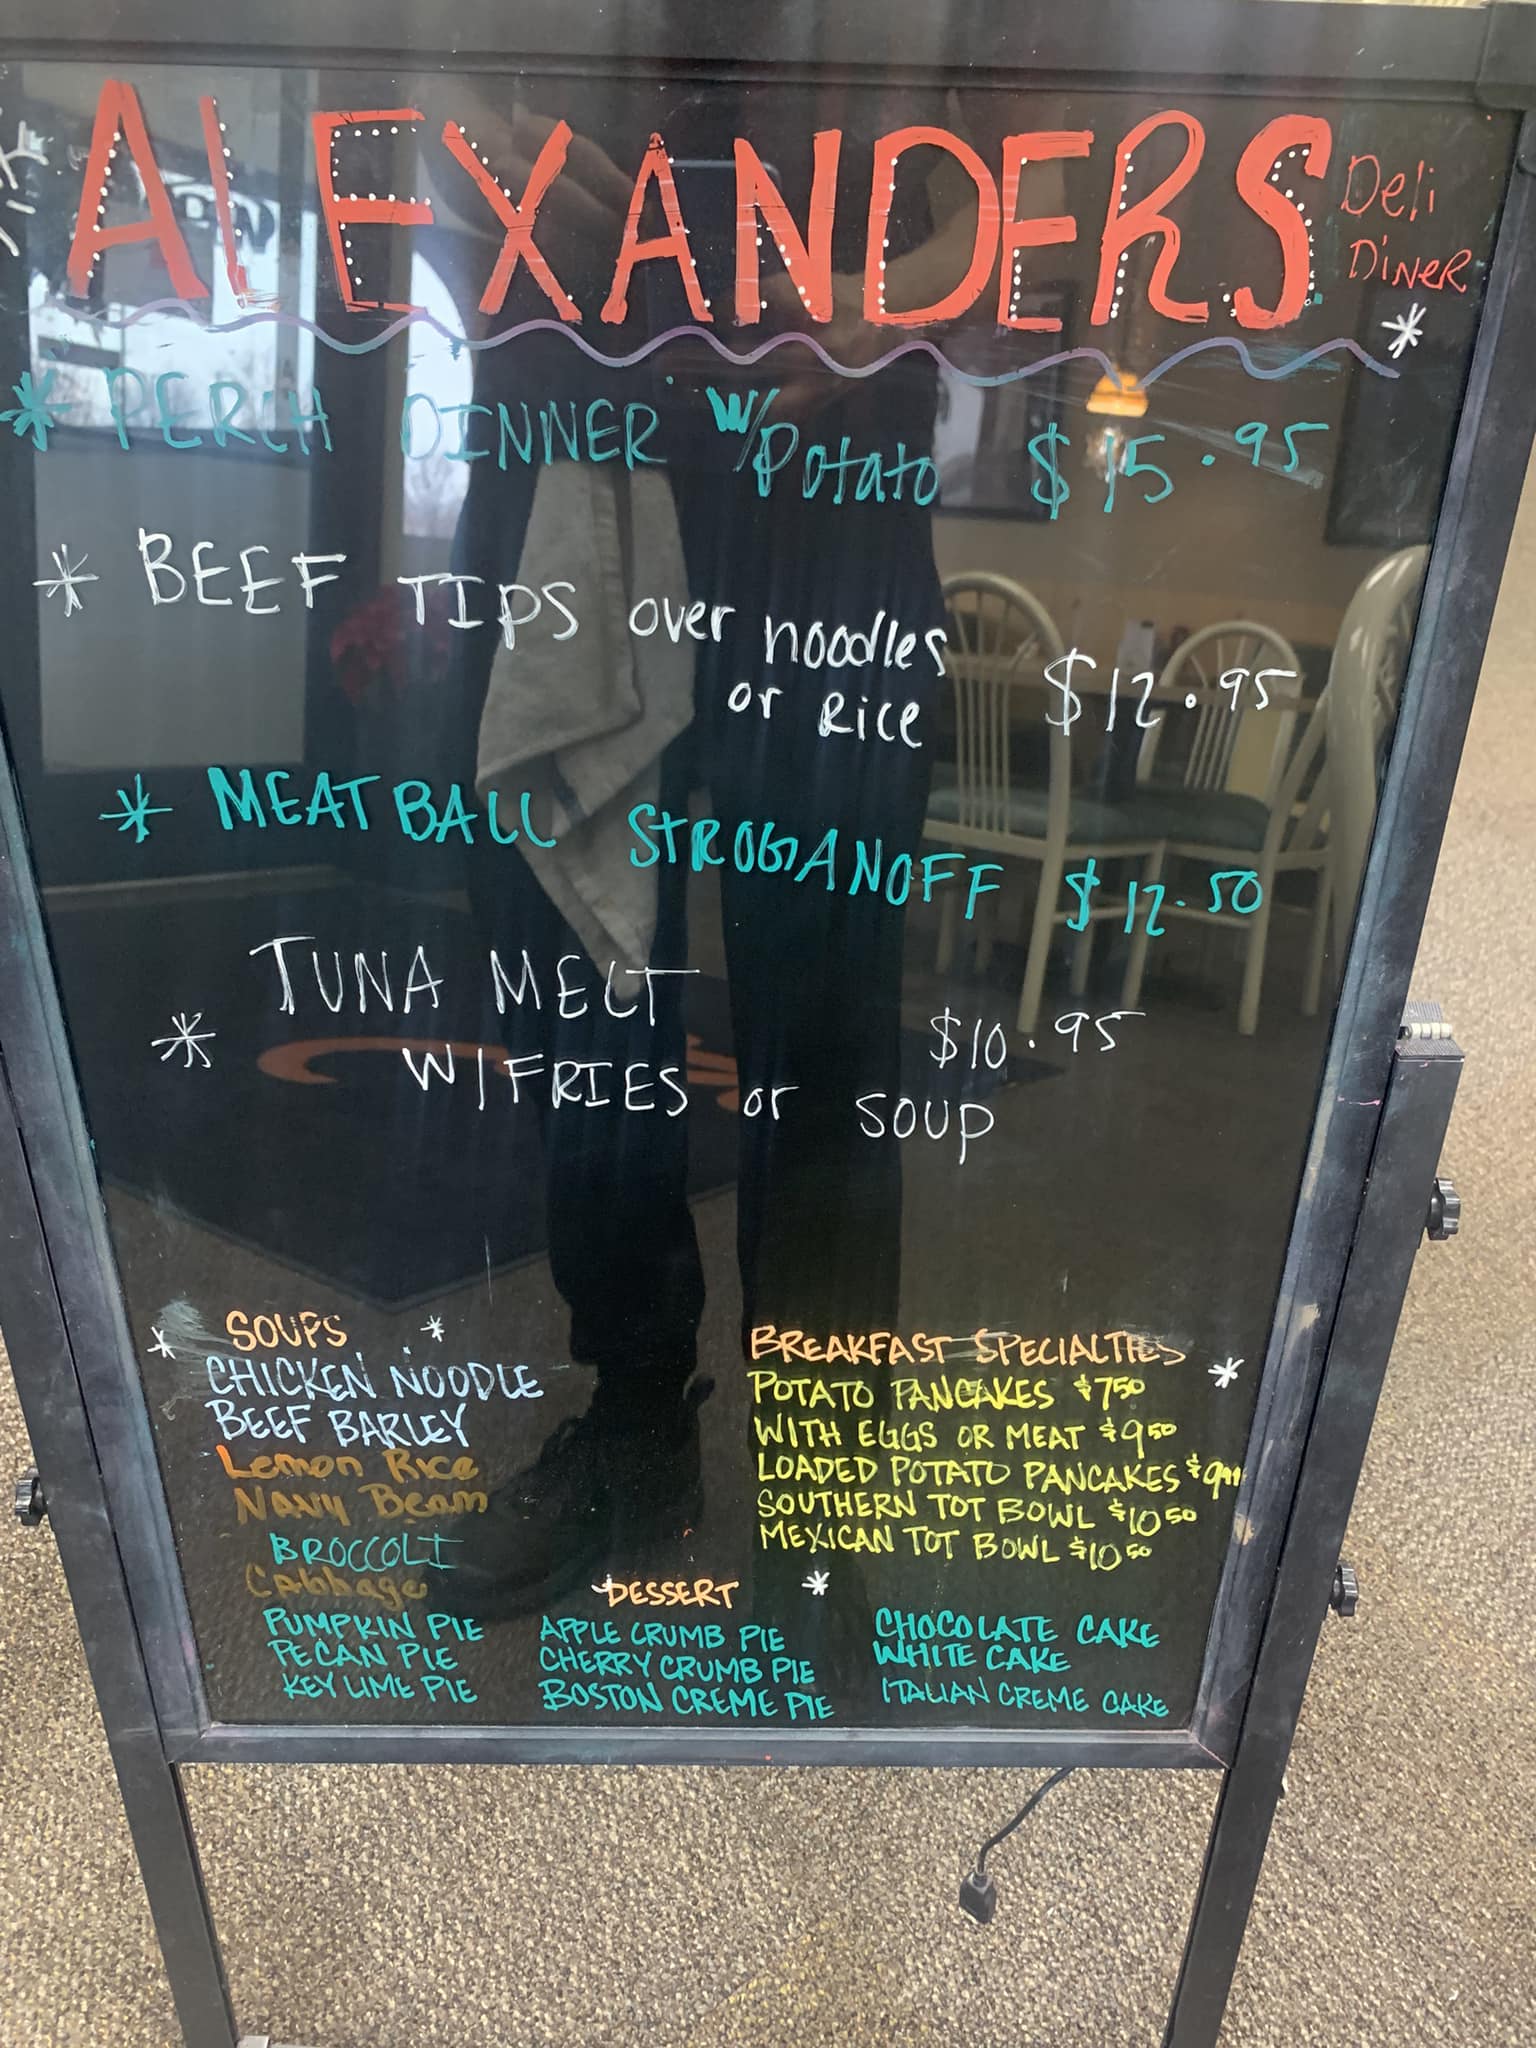 ALEXANDERS Deli
Diner
* PERCH DINNER W/Potato $15.95
* BEEF TIPS over noodles
or Rice $12.95
* MEATBALL STROGANOFF $12.50
* TUNA MELT $10.95
W/FRIES or SOUP
SOUPS
CHICKEN NOODLE
BEEF BARLEY
Lemon Rice
NAVY Bean
BROCCOLI
Cabbage
BREAKFAST SPECIALTIES
POTATO PANCAKES $7.50
WITH EGGS OR MEAT $9.50
LOADED POTATO PANCAKES
SOUTHERN TOT BOWL $10.50
MEXICAN TOT BOWL $10.50
DESSERT
PUMPKIN PIE
PECAN PIE
KEY LIME PIE
APPLE CRUMB PIE
CHERRY CRUMB PIE
BOSTON CREME PIE
CHOCOLATE CAKE
WHITE CAKE
ITALIAN CREME CAKE